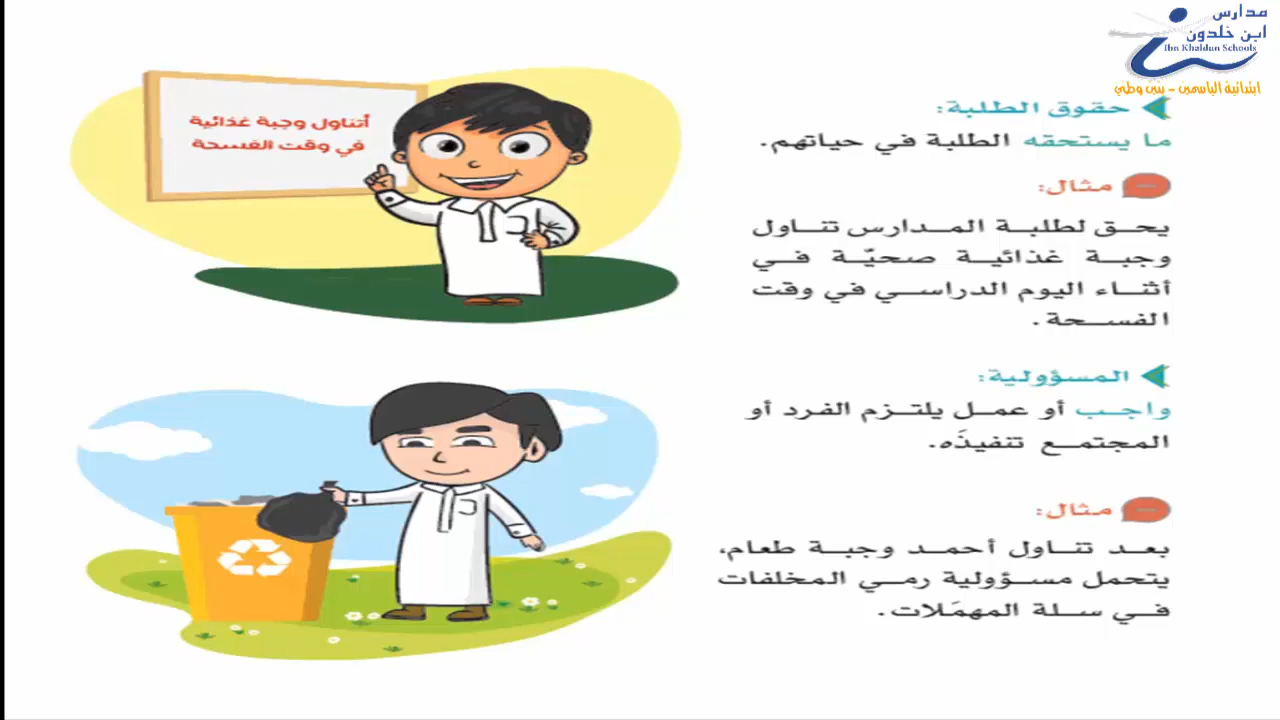 مدارس
ابن خلدون
Ibn Khaldun Schools
ابتدائية الياسمين - بنين وطني
حقوق الطلبة:
ما يستحقه الطلبة في حياتهم.
مثال:
يحق لطلبة المدارس تناول
وجبة غذائية صحيّة في
أثناء اليوم الدراسي في وقت
الفسحة.
أتناول وجبة غذائية
في وقت الفسحة
المسؤولية:
واجب أو عمل يلتزم الفرد أو
المجتمع تنفيذَه.
مثال:
بعد تناول أحمد وجبة طعام،
يتحمل مسؤولية رمي المخلفات
في سلة المهمَلات.